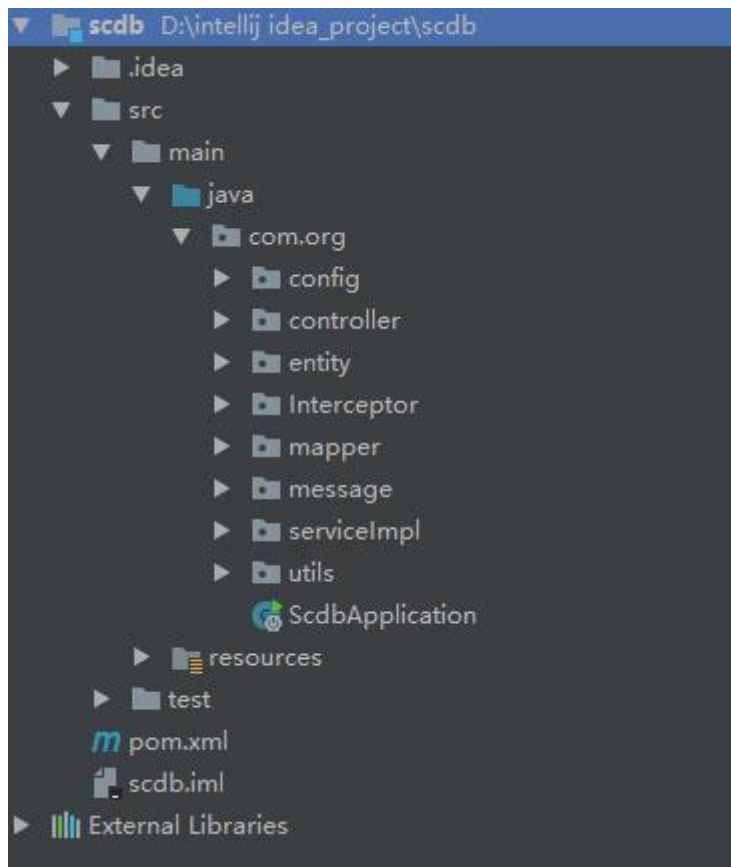 scdb D:\intellij idea_project\scdb
.idea
src
main
java
com.org
config
controller
entity
Interceptor
mapper
message
serviceImpl
utils
ScdbApplication
resources
test
pom.xml
scdb.iml
External Libraries